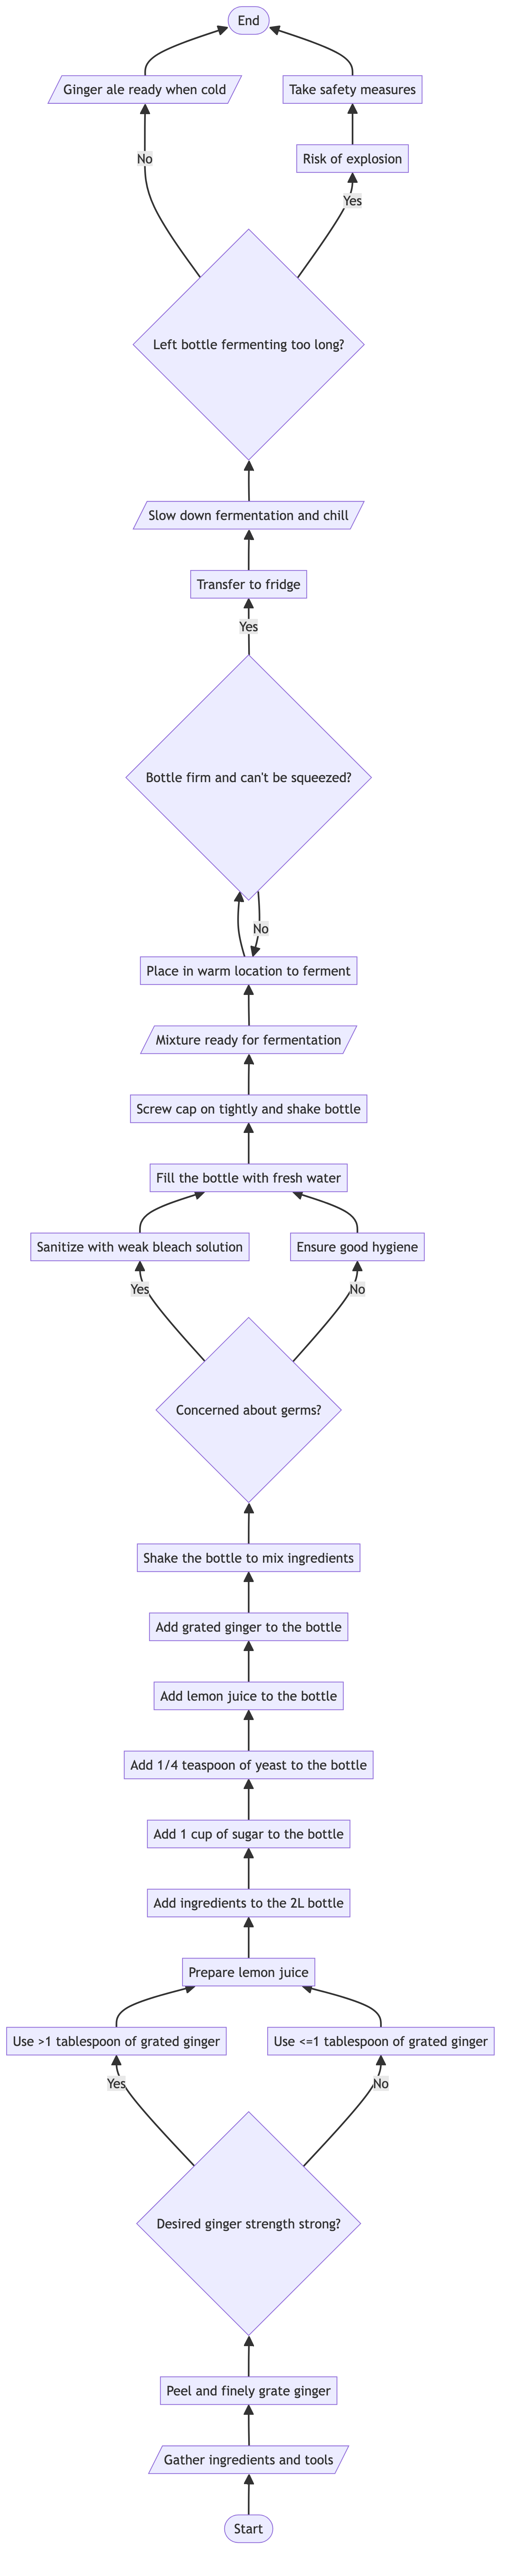 End
Ginger ale ready when cold
Take safety measures
Risk of explosion
No
Yes
Left bottle fermenting too long?
Slow down fermentation and chill
Transfer to fridge
Yes
Bottle firm and can't be squeezed?
No
Place in warm location to ferment
Mixture ready for fermentation
Screw cap on tightly and shake bottle
Fill the bottle with fresh water
Sanitize with weak bleach solution
Ensure good hygiene
Yes
No
Concerned about germs?
Shake the bottle to mix ingredients
Add grated ginger to the bottle
Add lemon juice to the bottle
Add 1/4 teaspoon of yeast to the bottle
Add 1 cup of sugar to the bottle
Add ingredients to the 2L bottle
Prepare lemon juice
Use >1 tablespoon of grated ginger
Use <=1 tablespoon of grated ginger
Yes
No
Desired ginger strength strong?
Peel and finely grate ginger
Gather ingredients and tools
Start